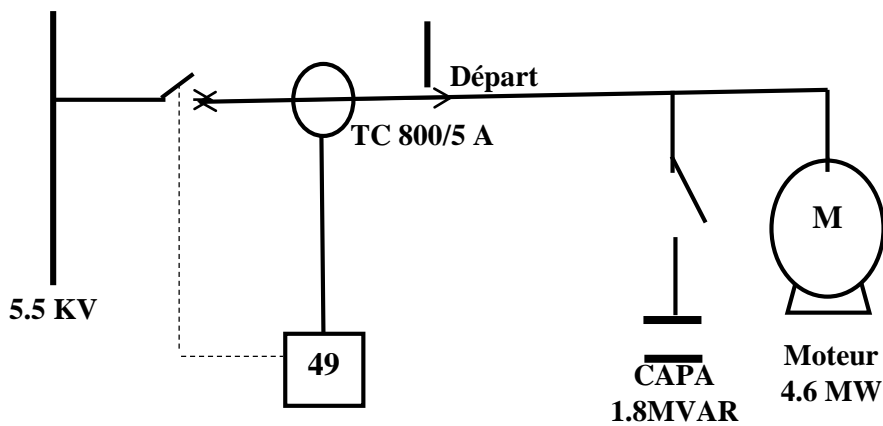 Départ
TC 800/5 A
M
5.5 KV
49
CAPA
1.8MVAR
Moteur
4.6 MW